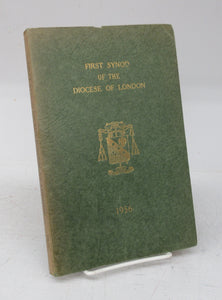 FIRST SYNOD
OF THE
DIOCESE OF LONDON
1956